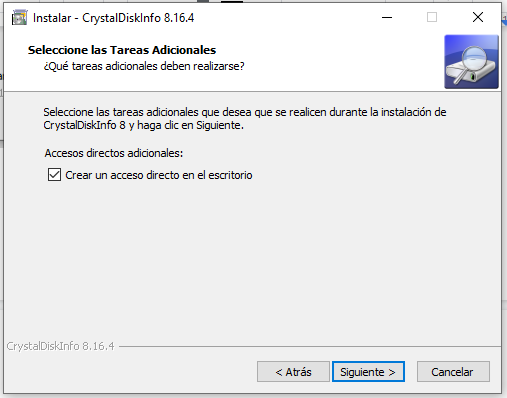 Instalar - CrystalDiskInfo 8.16.4
Seleccione las Tareas Adicionales
¿Qué tareas adicionales deben realizarse?
Seleccione las tareas adicionales que desea que se realicen durante la instalación de
CrystalDiskInfo 8 y haga clic en Siguiente.
Accesos directos adicionales:
Crear un acceso directo en el escritorio
CrystalDiskInfo 8.16.4
< Atrás
Siguiente >
Cancelar